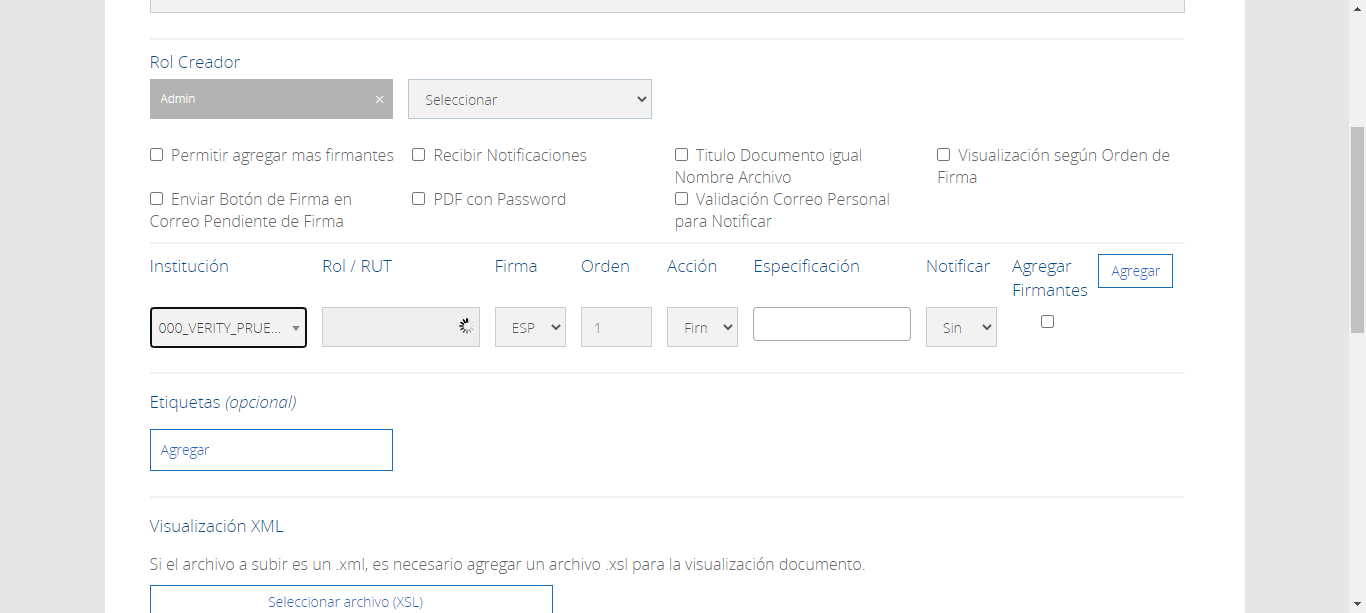 Rol Creador
Admin ×
Seleccionar
Permitir agregar mas firmantes
Recibir Notificaciones
Titulo Documento igual
Nombre Archivo
Visualización según Orden de
Firma
Enviar Botón de Firma en
Correo Pendiente de Firma
PDF con Password
Validación Correo Personal
para Notificar
Institución
Rol / RUT
Firma
Orden
Acción
Especificación
Notificar
Agregar
Firmantes
Agregar
000_VERITY_PRUE...
ESP
1
Firn
Sin
Etiquetas (opcional)
Agregar
Visualización XML
Si el archivo a subir es un .xml, es necesario agregar un archivo .xsl para la visualización documento.
Seleccionar archivo (XSL)